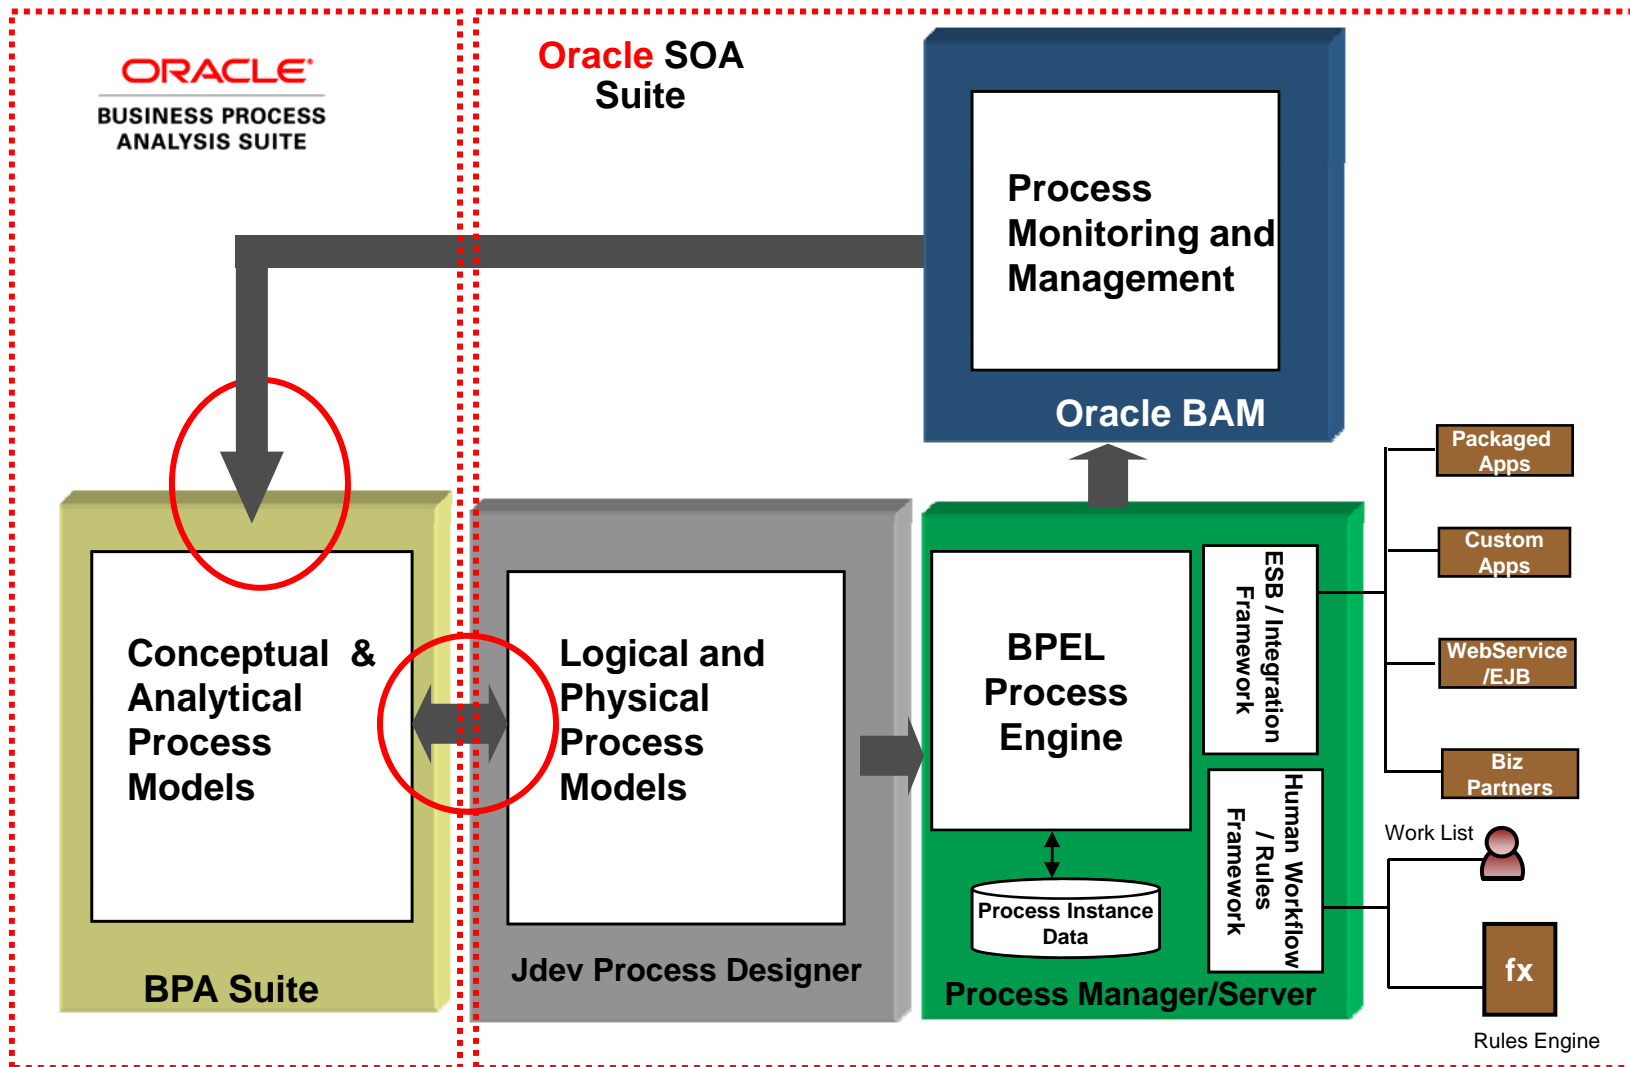 ORACLE
BUSINESS PROCESS
ANALYSIS SUITE
Oracle SOA
Suite
Process
Monitoring and
Management
Oracle BAM
Conceptual &
Analytical
Process
Models
BPA Suite
Logical and
Physical
Process
Models
Jdev Process Designer
BPEL
Process
Engine
Process Instance
Data
ESB / Integration
Framework
Human Workflow
/ Rules
Framework
Process Manager/Server
Packaged
Apps
Custom
Apps
WebService
/EJB
Biz
Partners
Work List
fx
Rules Engine